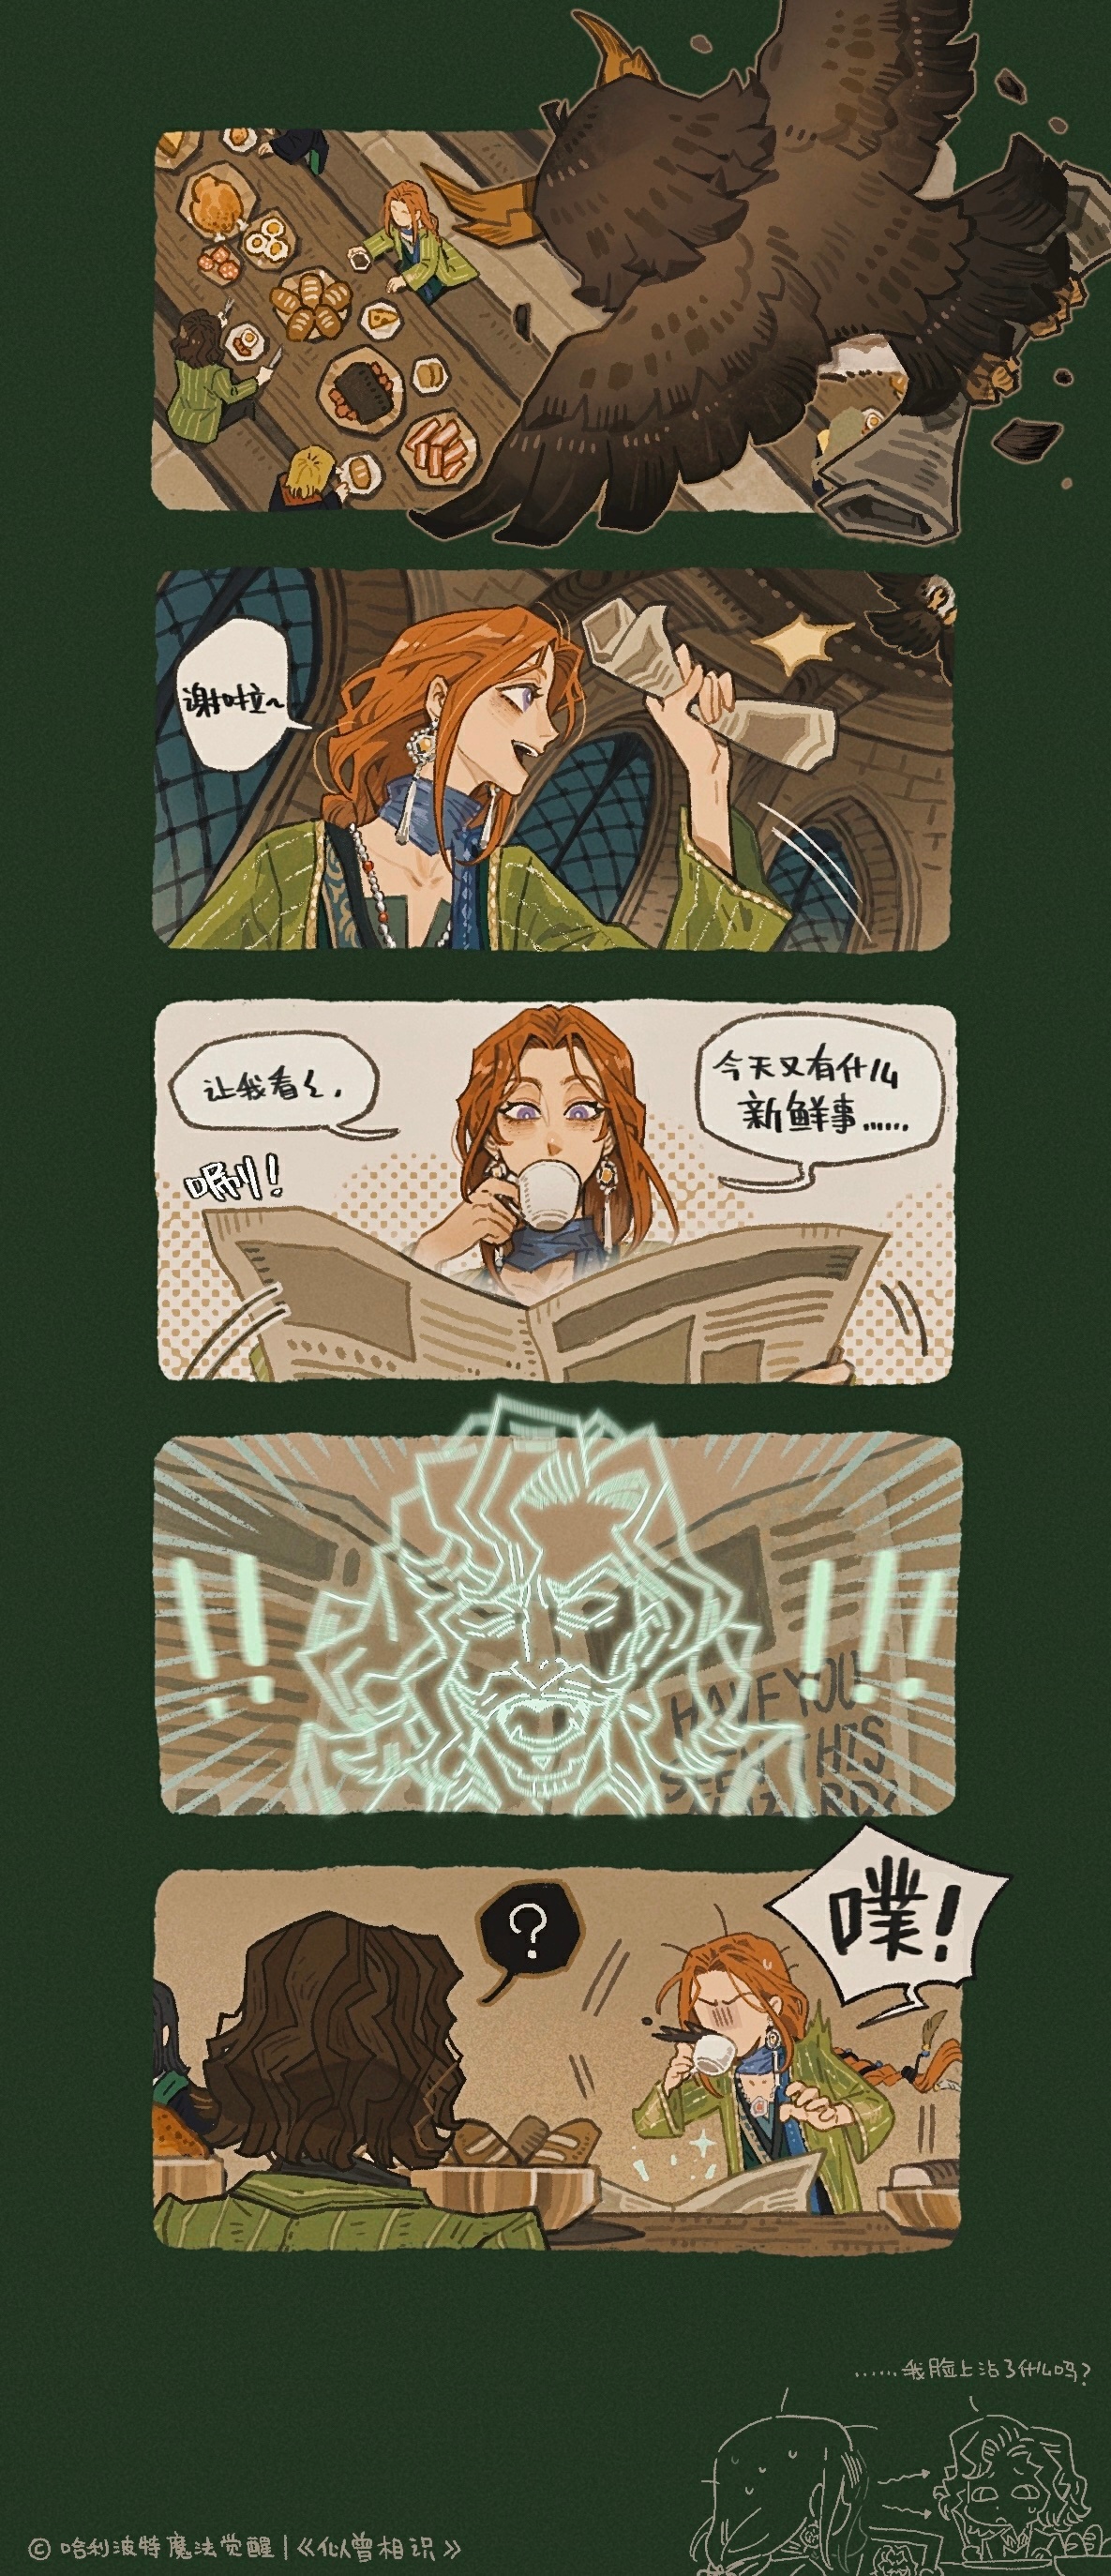 谢啦~
让我看く.
今天又有什么
新鲜事……
唰!
!!
!!!
HAVE YOU
SEEN THIS
WIZARD?
?
噗!
……我脸上沾了什么吗?
© 哈利波特魔法觉醒 | 《似曾相识》